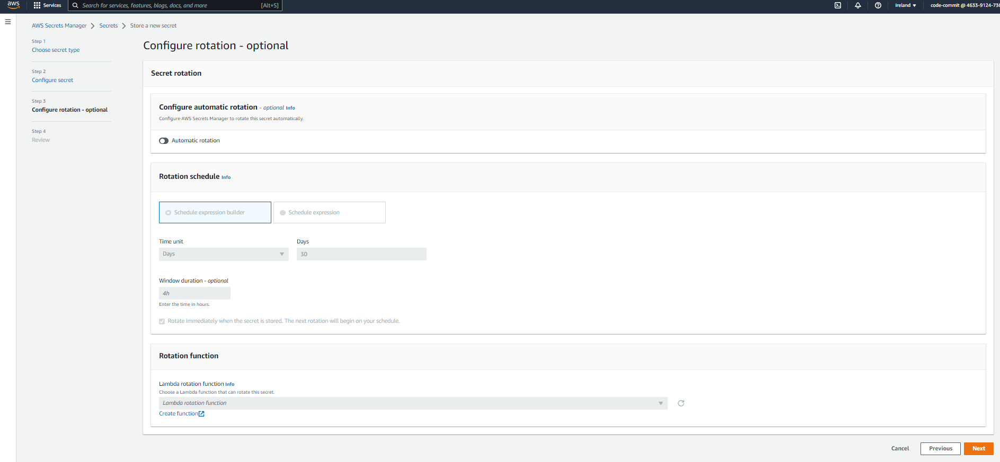 aws
Services
Search for services, features, blogs, docs, and more
[Alt+S]
Ireland
code-commit @ 4633-9124-736
AWS Secrets Manager
Secrets
Store a new secret
Step 1
Choose secret type
Step 2
Configure secret
Step 3
Configure rotation - optional
Step 4
Review
Configure rotation - optional
Secret rotation
Configure automatic rotation - optional Info
Configure AWS Secrets Manager to rotate this secret automatically.
Automatic rotation
Rotation schedule Info
Schedule expression builder
Schedule expression
Time unit
Days
Days
30
Window duration - optional
4h
Enter the time in hours.
Rotate immediately when the secret is stored. The next rotation will begin on your schedule.
Rotation function
Lambda rotation function Info
Choose a Lambda function that can rotate this secret.
Lambda rotation function
Create function
Cancel
Previous
Next